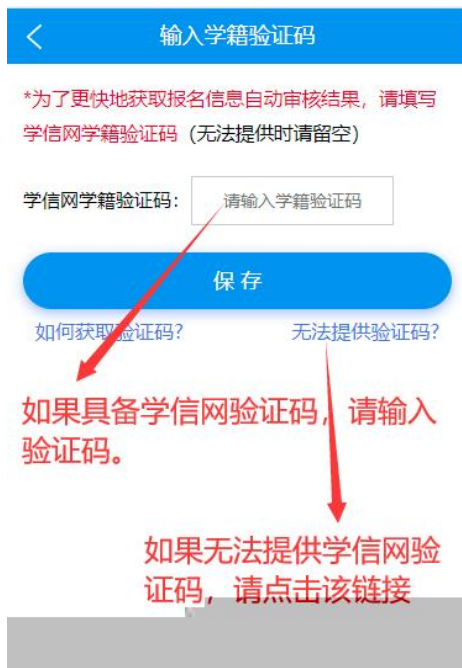 输入学籍验证码
*为了更快地获取报名信息自动审核结果，请填写
学信网学籍验证码（无法提供时请留空）
学信网学籍验证码：
请输入学籍验证码
保存
如何获取验证码?
无法提供验证码?
如果具备学信网验证码，请输入
验证码。
如果无法提供学信网验
证码，请点击该链接